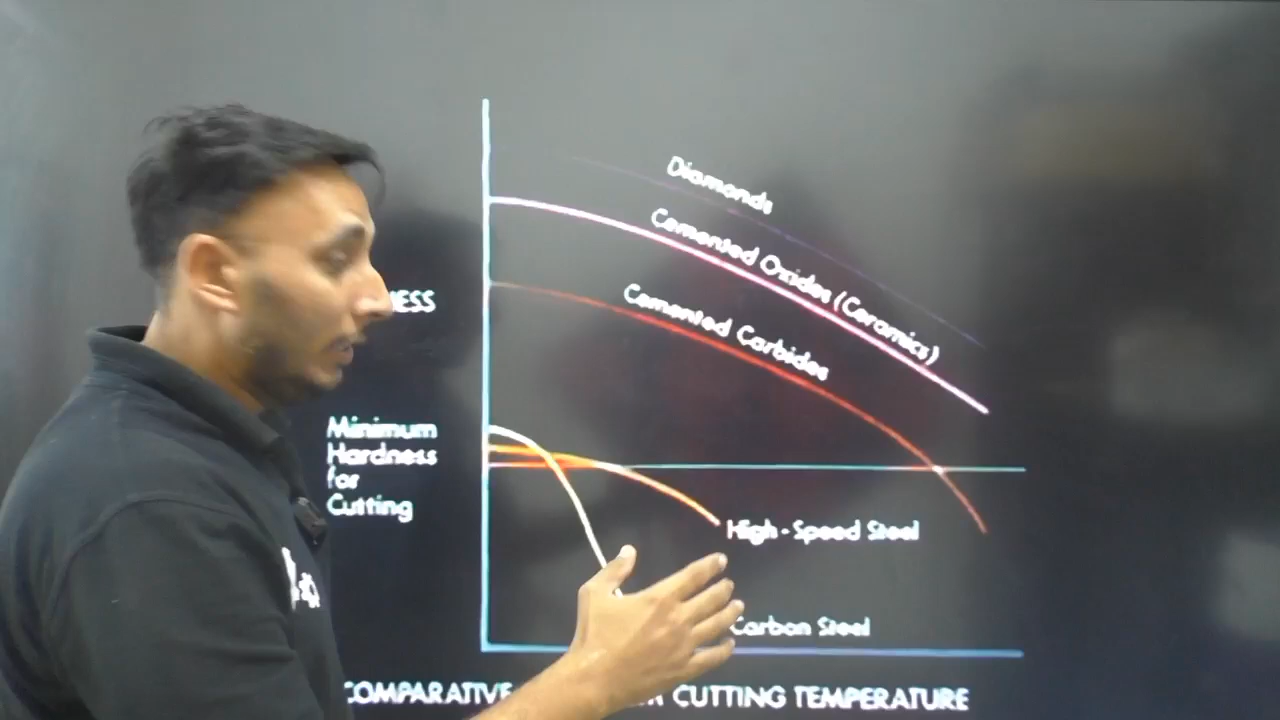 Diamonds
Cemented Oxides (Ceramics)
Cemented Carbides
NESS
Minimum
Hardness
for
Cutting
High-Speed Steel
Carbon Steel
COMPARATIVE
CUTTING TEMPERATURE